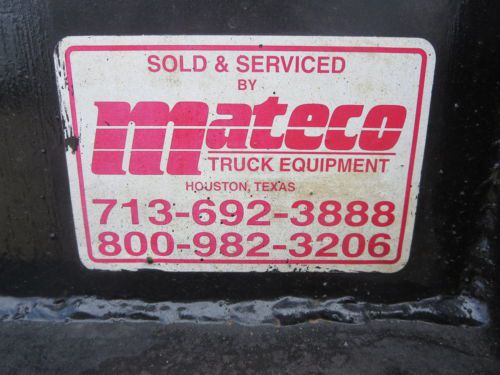 SOLD & SERVICED
BY
mateco
TRUCK EQUIPMENT
HOUSTON, TEXAS
713-692-3888
800-982-3206